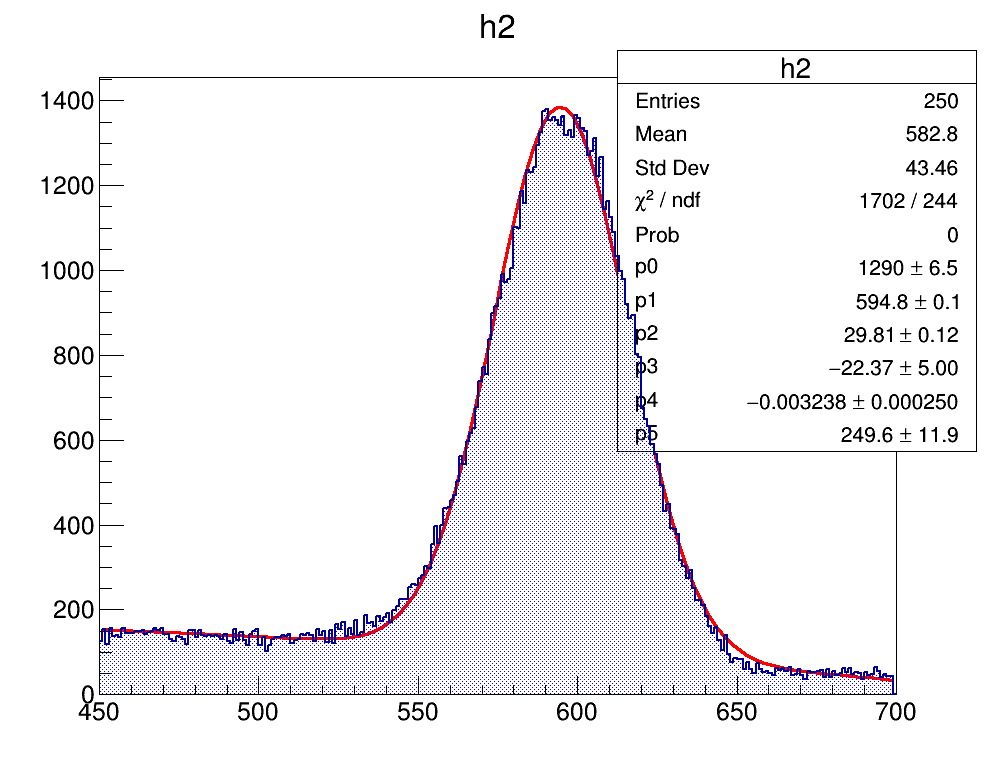 h2
h2
Entries 250
Mean 582.8
Std Dev 43.46
χ² / ndf 1702 / 244
Prob 0
p0 1290 ± 6.5
p1 594.8 ± 0.1
p2 29.81 ± 0.12
p3 −22.37 ± 5.00
p4 −0.003238 ± 0.000250
p5 249.6 ± 11.9
1400
1200
1000
800
600
400
200
0
450 500 550 600 650 700